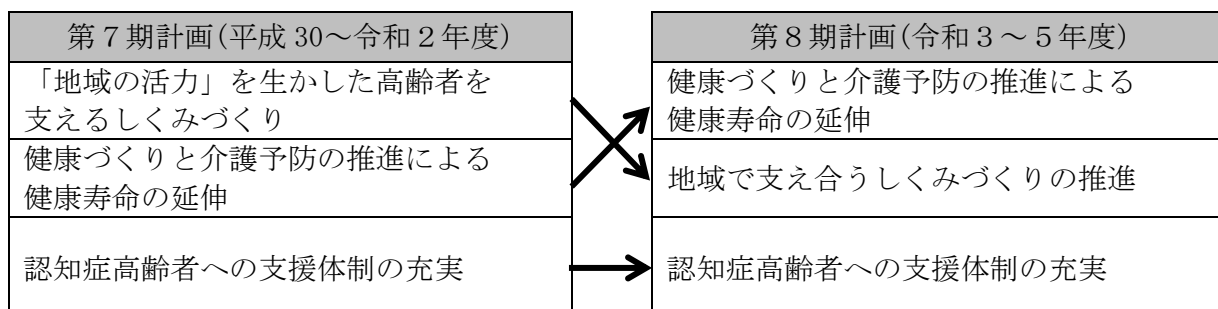 第７期計画(平成 30～令和２年度)
「地域の活力」を生かした高齢者を
支えるしくみづくり
健康づくりと介護予防の推進による
健康寿命の延伸
認知症高齢者への支援体制の充実
第８期計画(令和３～５年度)
健康づくりと介護予防の推進による
健康寿命の延伸
地域で支え合うしくみづくりの推進
認知症高齢者への支援体制の充実